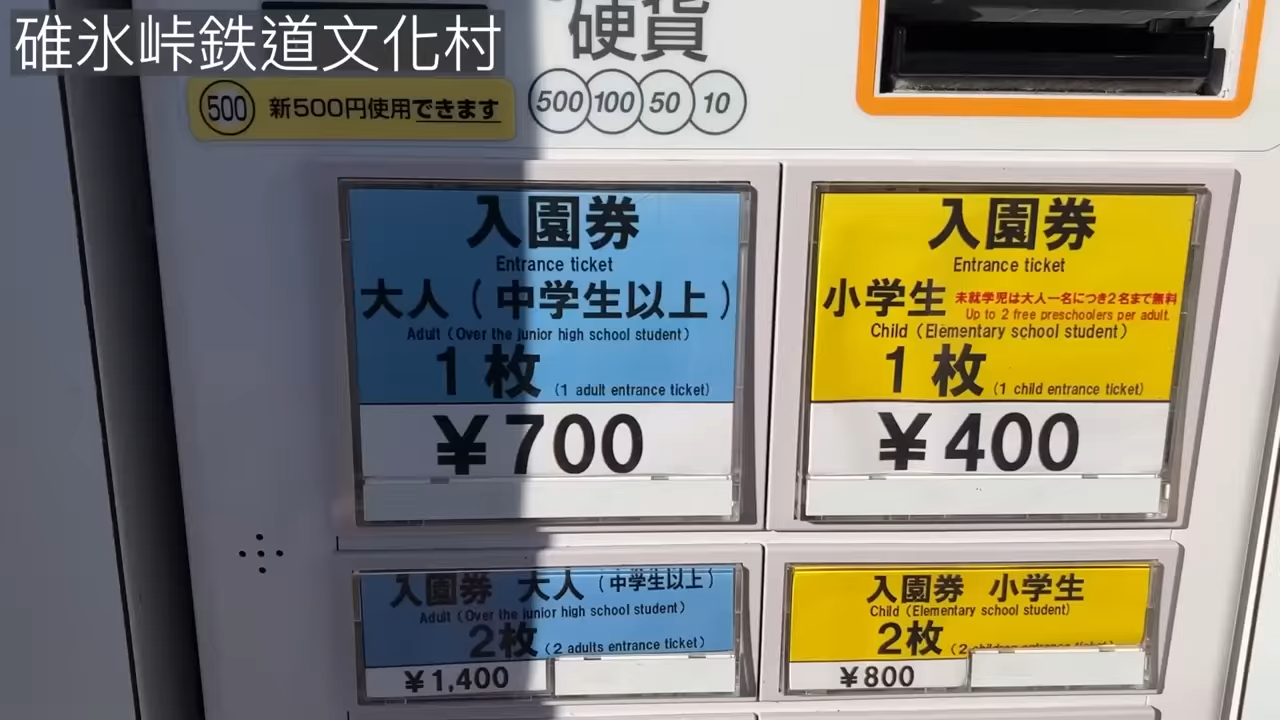 碓氷峠鉄道文化村
硬貨
500 新500円使用できます
500 100 50 10
入園券
Entrance ticket
大人(中学生以上)
Adult(Over the junior high school student)
1枚(1 adult entrance ticket)
¥700
入園券
Entrance ticket
小学生 未就学児は大人一名につき2名まで無料
Up to 2 free preschoolers per adult.
Child(Elementary school student)
1枚(1 child entrance ticket)
¥400
入園券 大人(中学生以上)
Adult(Over the junior high school student)
2枚(2 adults entrance ticket)
¥1,400
入園券 小学生
Child(Elementary school student)
2枚(2 children entrance ticket)
¥800